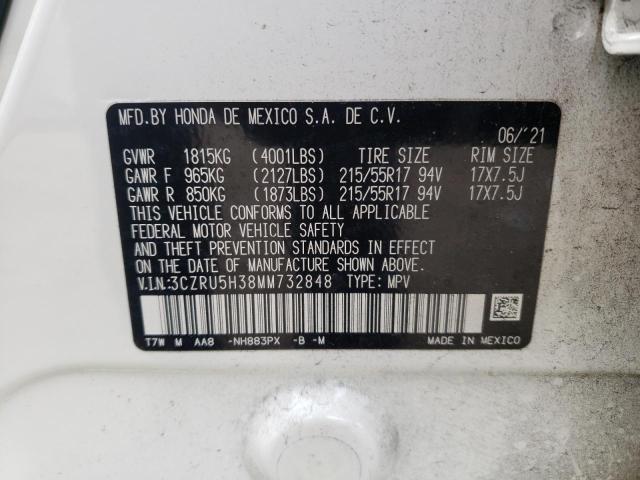 MFD.BY HONDA DE MEXICO S.A. DE C.V.
06/'21
GVWR 1815KG (4001LBS) TIRE SIZE RIM SIZE
GAWR F 965KG (2127LBS) 215/55R17 94V 17X7.5J
GAWR R 850KG (1873LBS) 215/55R17 94V 17X7.5J
THIS VEHICLE CONFORMS TO ALL APPLICABLE
FEDERAL MOTOR VEHICLE SAFETY
AND THEFT PREVENTION STANDARDS IN EFFECT
ON THE DATE OF MANUFACTURE SHOWN ABOVE.
V.I.N:3CZRU5H38MM732848 TYPE: MPV
T7W M AA8 -NH883PX -B -M MADE IN MEXICO